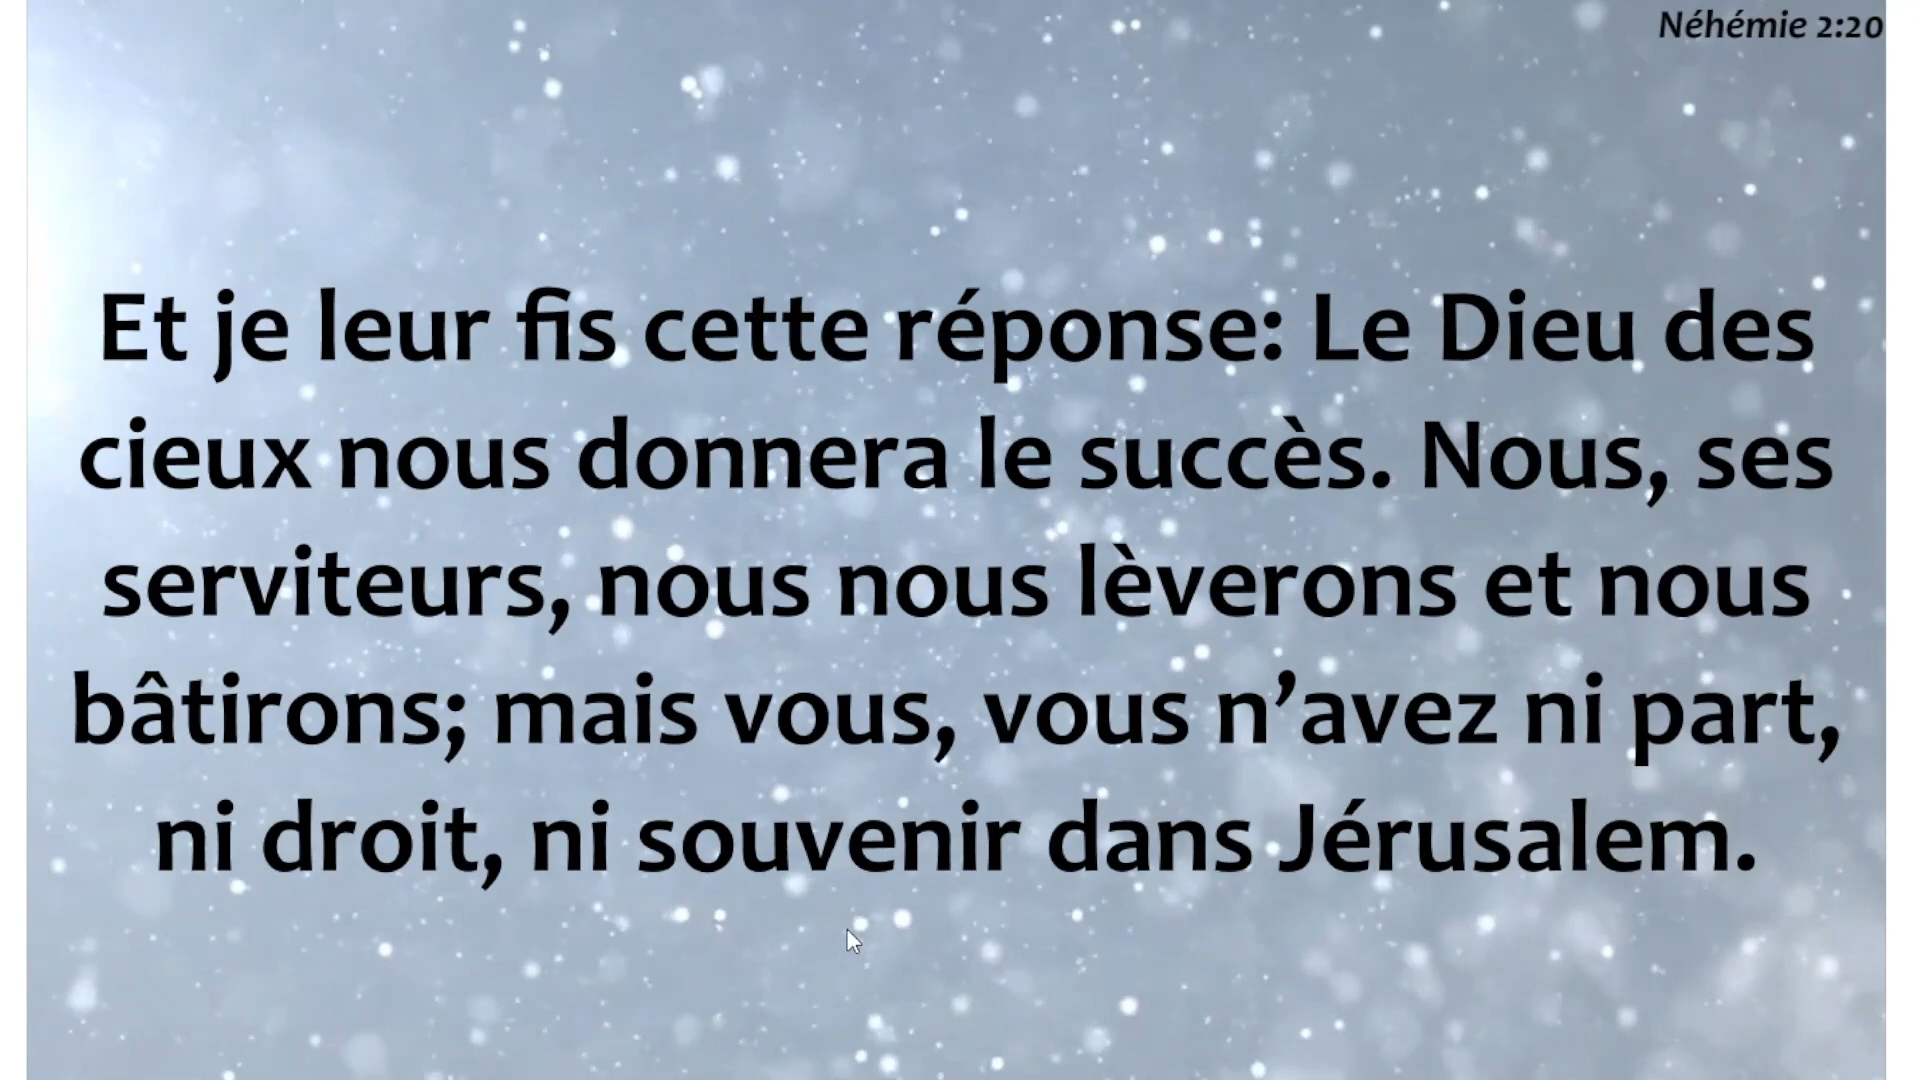 Néhémie 2:20
Et je leur fis cette réponse: Le Dieu des
cieux nous donnera le succès. Nous, ses
serviteurs, nous nous lèverons et nous
bâtirons; mais vous, vous n’avez ni part,
ni droit, ni souvenir dans Jérusalem.